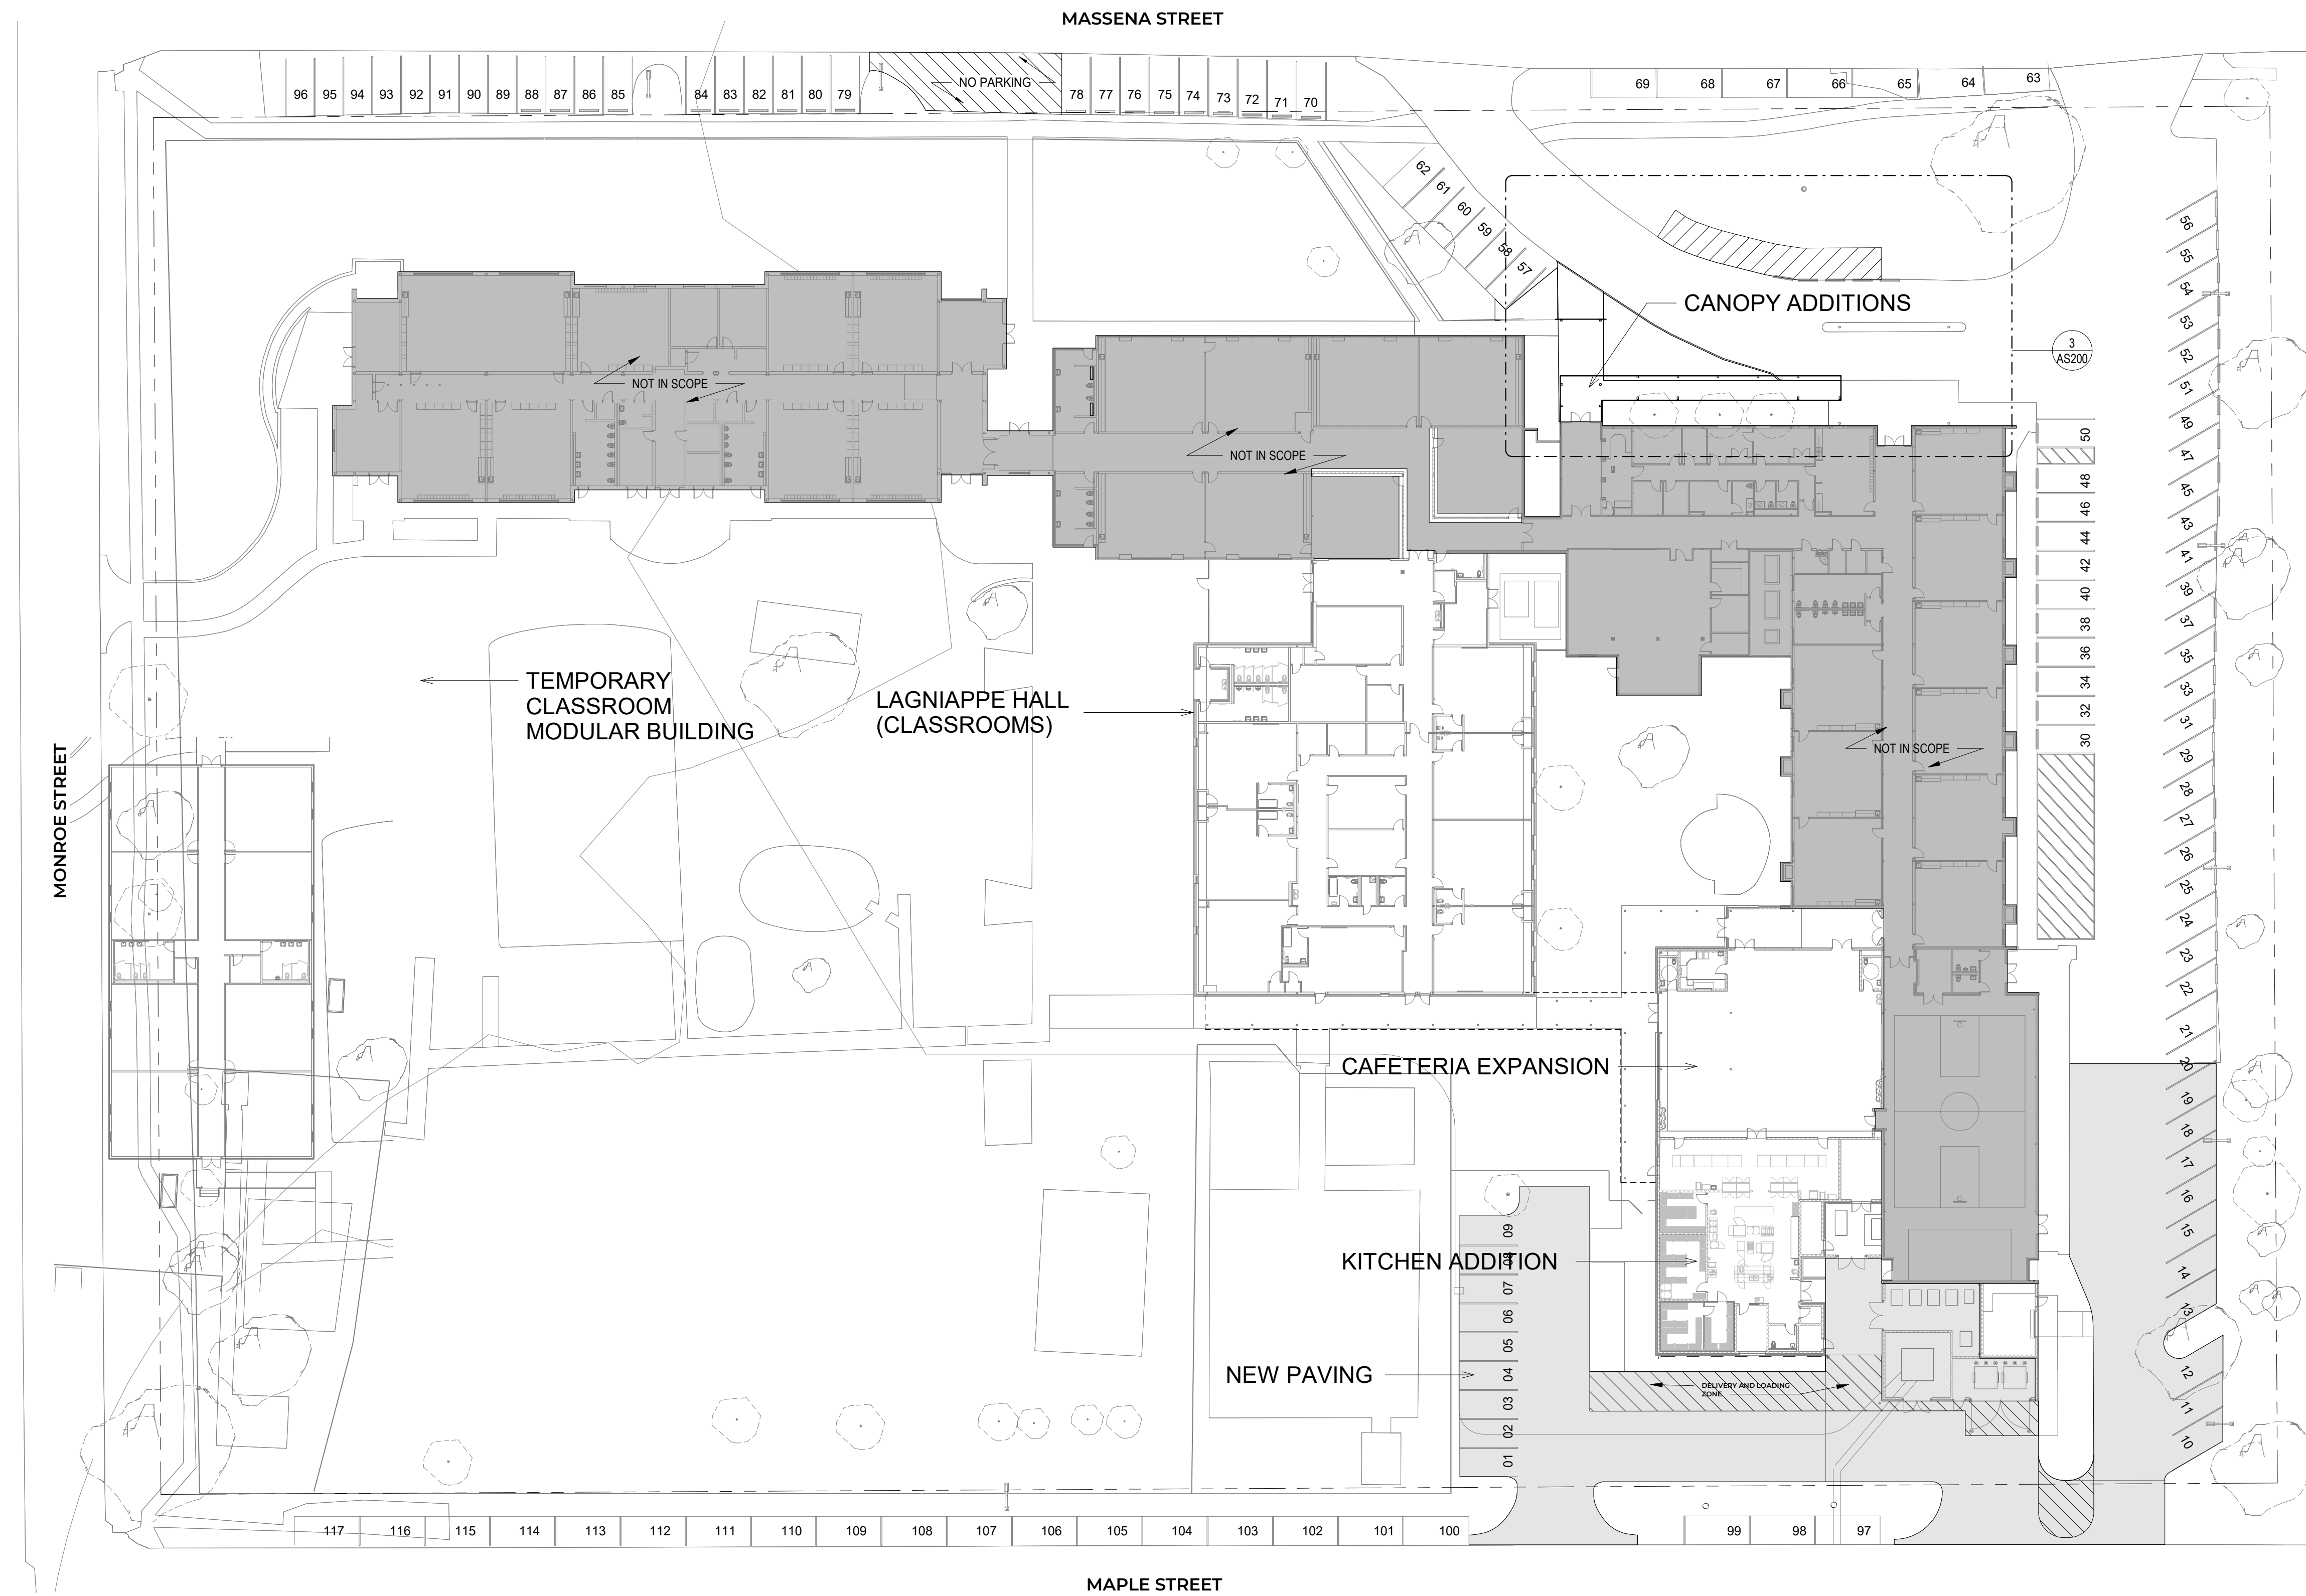 MASSENA STREET
NO PARKING
96 95 94 93 92 91 90 89 88 87 86 85 84 83 82 81 80 79 78 77 76 75 74 73 72 71 70
69 68 67 66 65 64 63
62
61
60
59
58
57
CANOPY ADDITIONS
3
AS200
NOT IN SCOPE
NOT IN SCOPE
56
55
54
53
52
51
49
47
45
43
41
39
37
35
33
31
29
28
27
26
25
24
23
22
21
20
19
18
17
16
15
14
13
12
11
10
50
48
46
44
42
40
38
36
34
32
30
TEMPORARY
CLASSROOM
MODULAR BUILDING
LAGNIAPPE HALL
(CLASSROOMS)
NOT IN SCOPE
MONROE STREET
CAFETERIA EXPANSION
KITCHEN ADDITION
NEW PAVING
09
08
07
06
05
04
03
02
01
DELIVERY AND LOADING
ZONE
117 116 115 114 113 112 111 110 109 108 107 106 105 104 103 102 101 100 99 98 97
MAPLE STREET